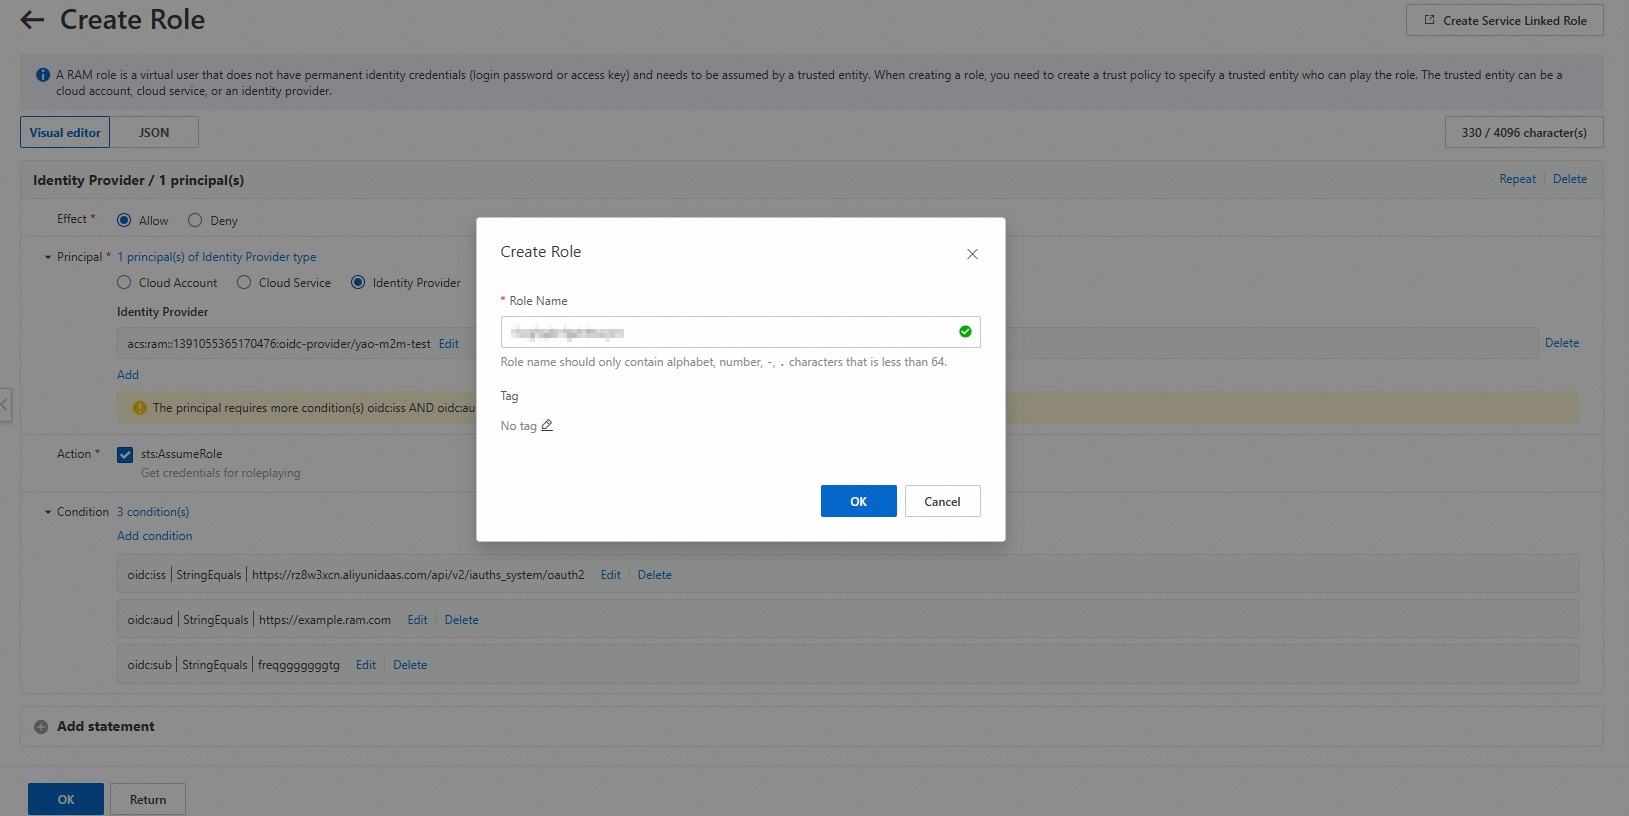 Create Role
Create Service Linked Role
A RAM role is a virtual user that does not have permanent identity credentials (login password or access key) and needs to be assumed by a trusted entity. When creating a role, you need to create a trust policy to specify a trusted entity who can play the role. The trusted entity can be a
cloud account, cloud service, or an identity provider.
Visual editor JSON
330 / 4096 character(s)
Identity Provider / 1 principal(s)
Repeat Delete
Effect * Allow Deny
Principal * 1 principal(s) of Identity Provider type
Cloud Account Cloud Service Identity Provider
Identity Provider
acs:ram::1391055365170476:oidc-provider/yao-m2m-test Edit Delete
Add
The principal requires more condition(s) oidc:iss AND oidc:au
Action * sts:AssumeRole
Get credentials for roleplaying
Condition 3 condition(s)
Add condition
oidc:iss | StringEquals | https://rz8w3xcn.aliyunidaas.com/api/v2/iauths_system/oauth2 Edit Delete
oidc:aud | StringEquals | https://example.ram.com Edit Delete
oidc:sub | StringEquals | freqgggggggtg Edit Delete
Add statement
OK Return
Create Role
* Role Name
Role name should only contain alphabet, number, -, . characters that is less than 64.
Tag
No tag
OK Cancel